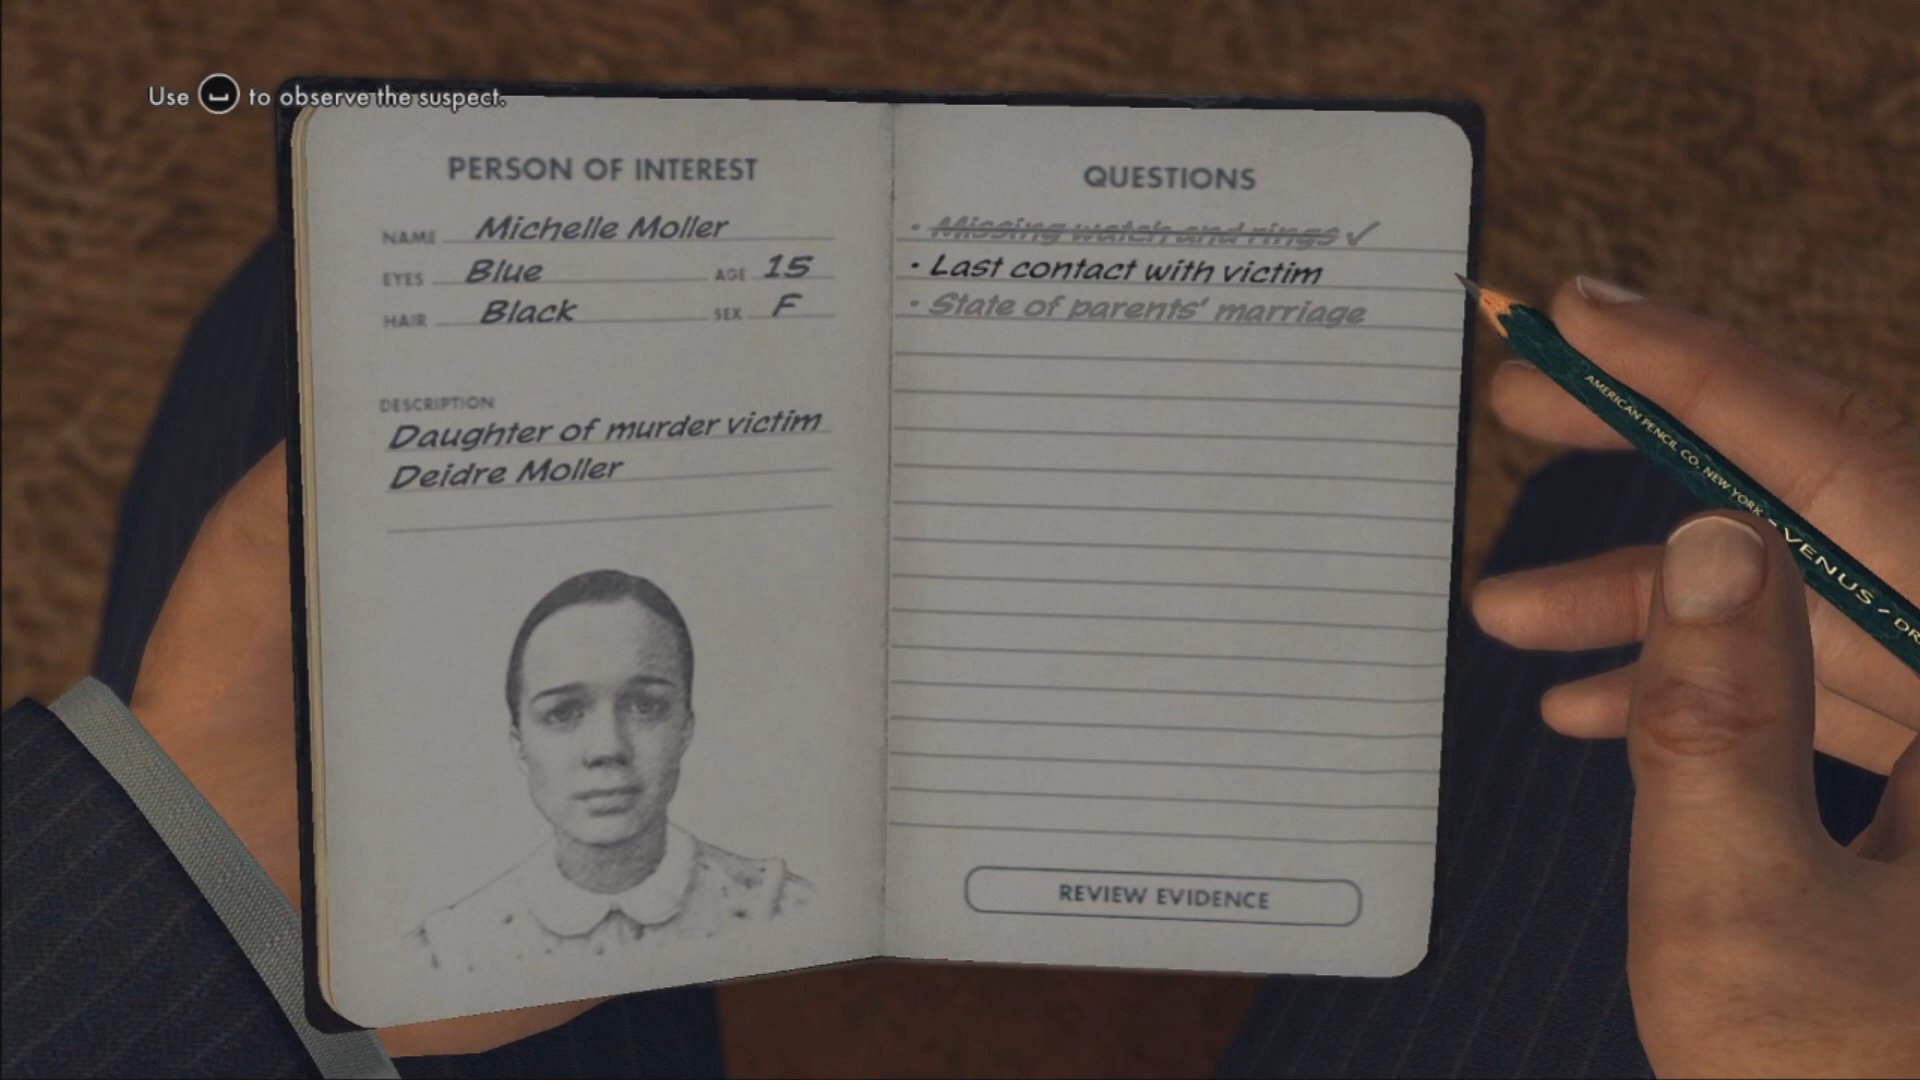 Use to observe the suspect.
PERSON OF INTEREST
NAME Michelle Moller
EYES Blue AGE 15
HAIR Black SEX F
DESCRIPTION
Daughter of murder victim
Deidre Moller
QUESTIONS
• Missing watch and rings ✓
• Last contact with victim
• State of parents' marriage
REVIEW EVIDENCE
AMERICAN PENCIL CO. NEW YORK - VENUS / DR